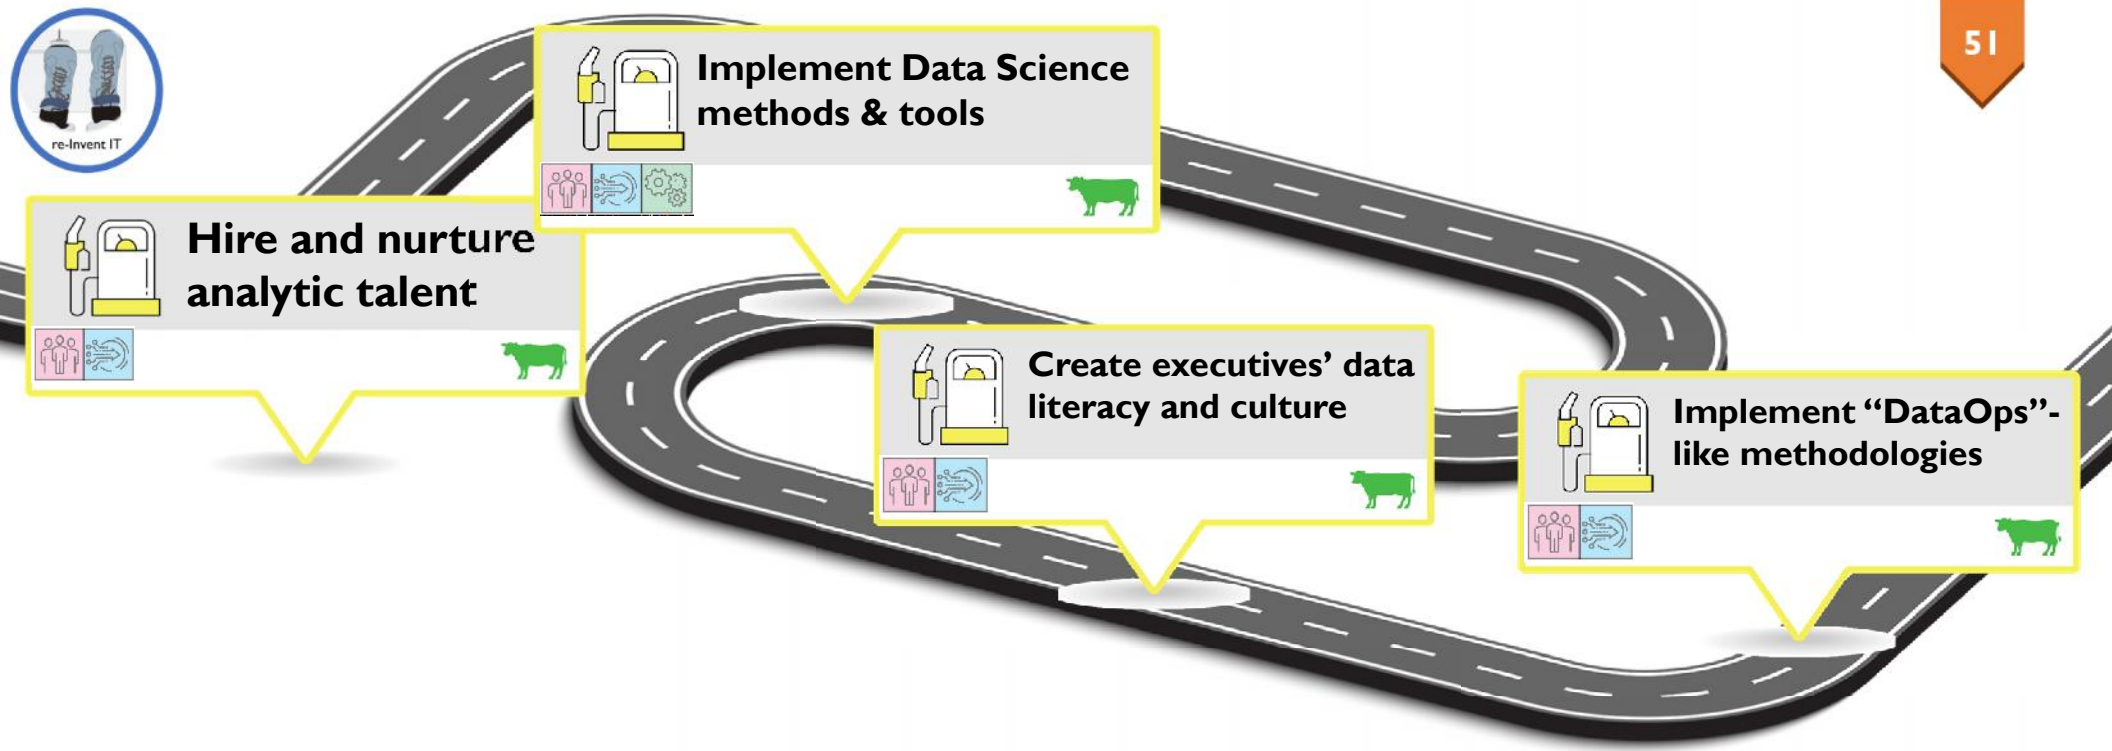 re-Invent IT
51
Implement Data Science
methods & tools
Hire and nurture
analytic talent
Create executives’ data
literacy and culture
Implement “DataOps”-
like methodologies